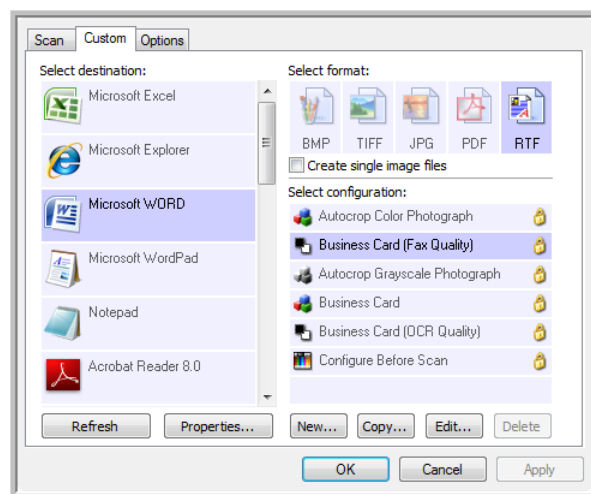 Scan Custom Options
Select destination:
Microsoft Excel
Microsoft Explorer
Microsoft WORD
Microsoft WordPad
Notepad
Acrobat Reader 8.0
Refresh Properties...
Select format:
BMP TIFF JPG PDF RTF
Create single image files
Select configuration:
Autocrop Color Photograph
Business Card (Fax Quality)
Autocrop Grayscale Photograph
Business Card
Business Card (OCR Quality)
Configure Before Scan
New... Copy... Edit... Delete
OK Cancel Apply